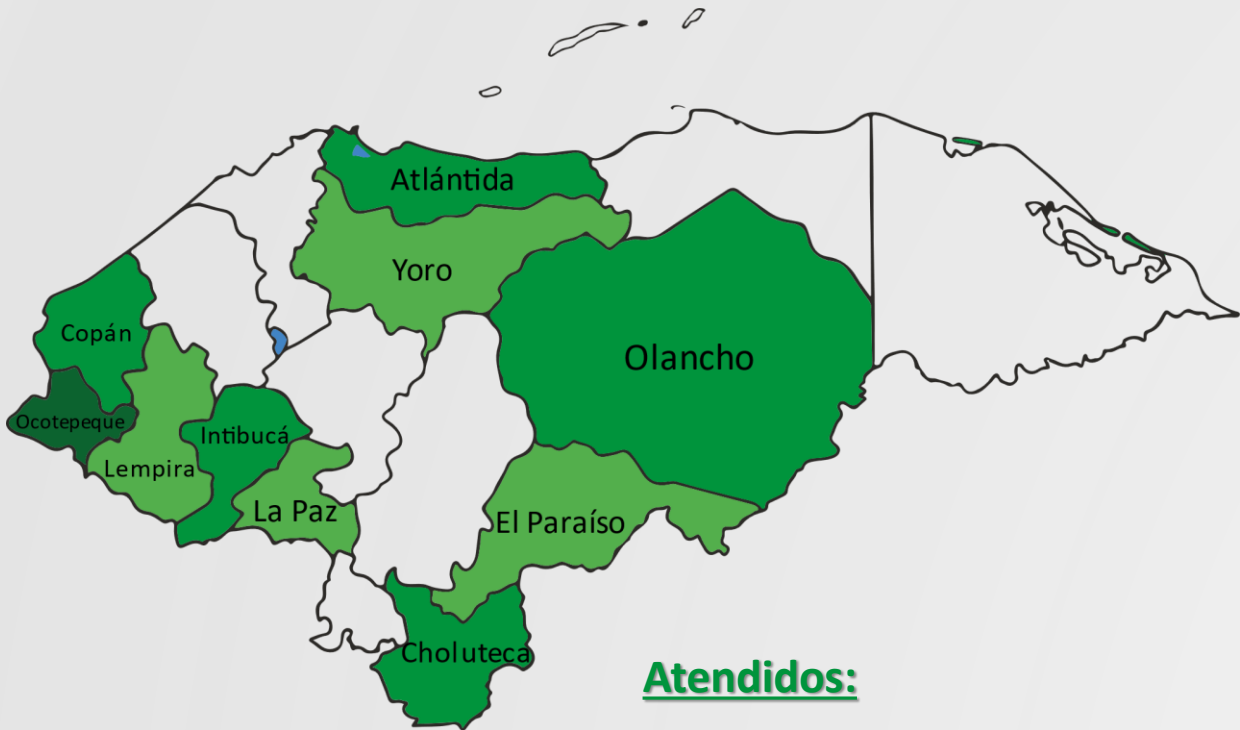 Atlántida
Yoro
Copán
Olancho
Ocotepeque
Intibucá
Lempira
La Paz
El Paraíso
Choluteca
Atendidos: